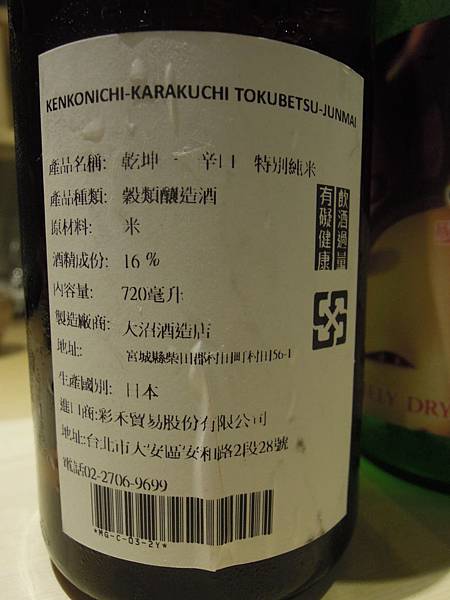 KENKONICHI-KARAKUCHI TOKUBETSU-JUNMAI
產品名稱: 乾坤 一 辛口 特別純米
產品種類: 穀類釀造酒
原材料: 米
酒精成份: 16 %
內容量: 720毫升
製造廠商: 大沼酒造店
地址: 宮城縣柴田郡村田町村田56-1
生產國別: 日本
進口商:彩禾貿易股份有限公司
地址:台北市大安區安和路2段28號
電話02-2706-9699
*MG-C-03-2Y*
飲酒過量
有礙健康
ELY DRY